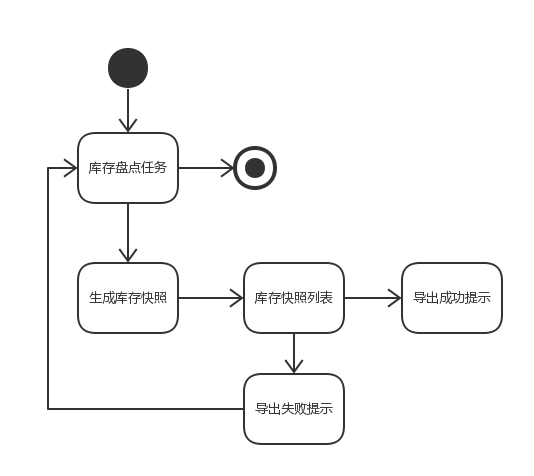 库存盘点任务
生成库存快照
库存快照列表
导出成功提示
导出失败提示